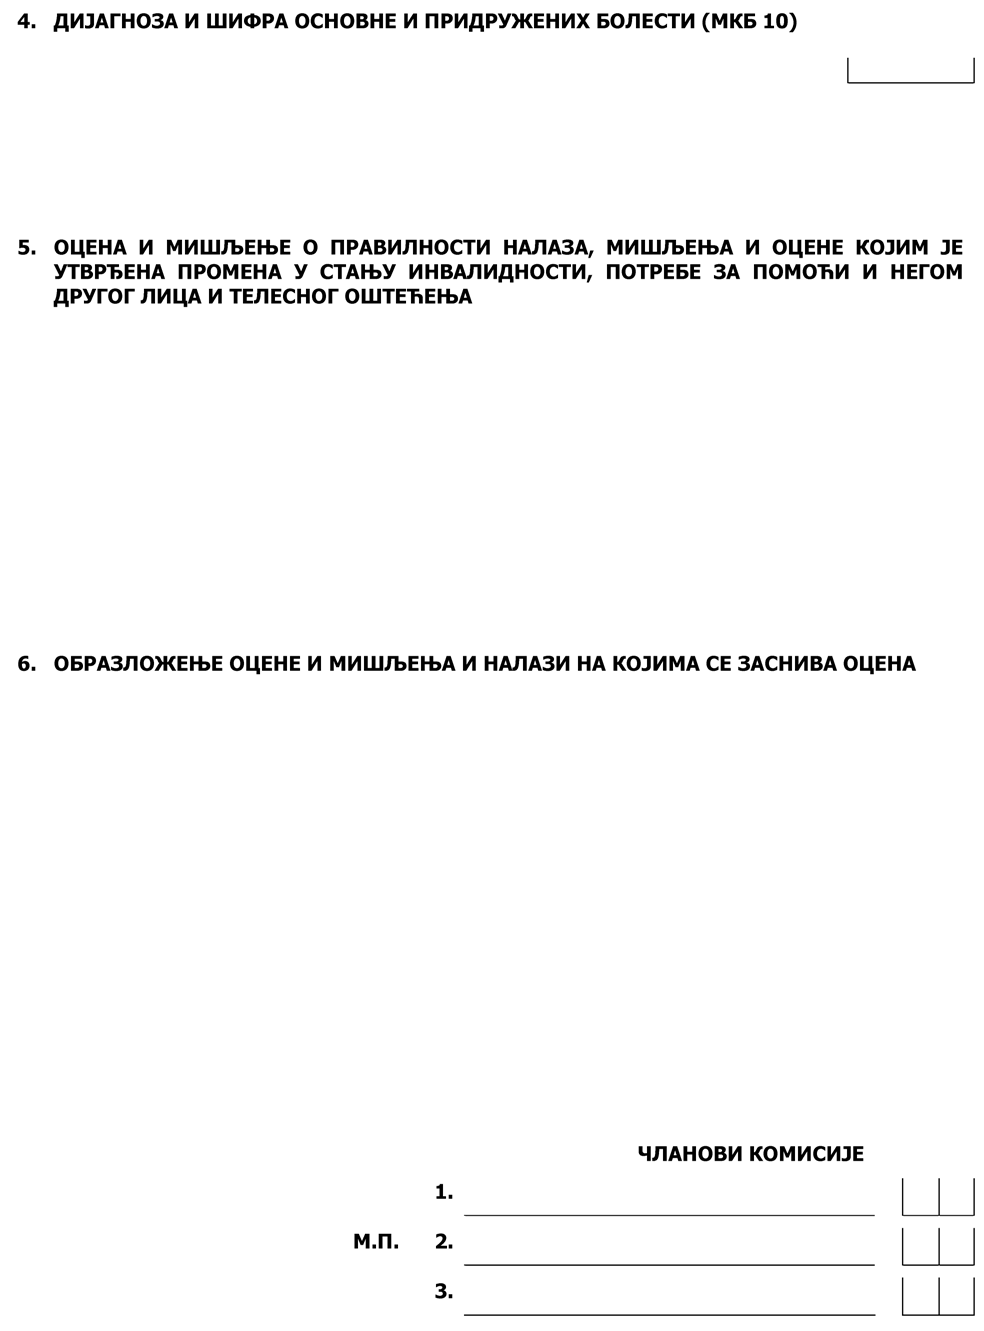 4. ДИЈАГНОЗА И ШИФРА ОСНОВНЕ И ПРИДРУЖЕНИХ БОЛЕСТИ (МКБ 10)
5. ОЦЕНА И МИШЉЕЊЕ О ПРАВИЛНОСТИ НАЛАЗА, МИШЉЕЊА И ОЦЕНЕ КОЈИМ ЈЕ
УТВРЂЕНА ПРОМЕНА У СТАЊУ ИНВАЛИДНОСТИ, ПОТРЕБЕ ЗА ПОМОЋИ И НЕГОМ
ДРУГОГ ЛИЦА И ТЕЛЕСНОГ ОШТЕЋЕЊА
6. ОБРАЗЛОЖЕЊЕ ОЦЕНЕ И МИШЉЕЊА И НАЛАЗИ НА КОЈИМА СЕ ЗАСНИВА ОЦЕНА
ЧЛАНОВИ КОМИСИЈЕ
1.
М.П. 2.
3.